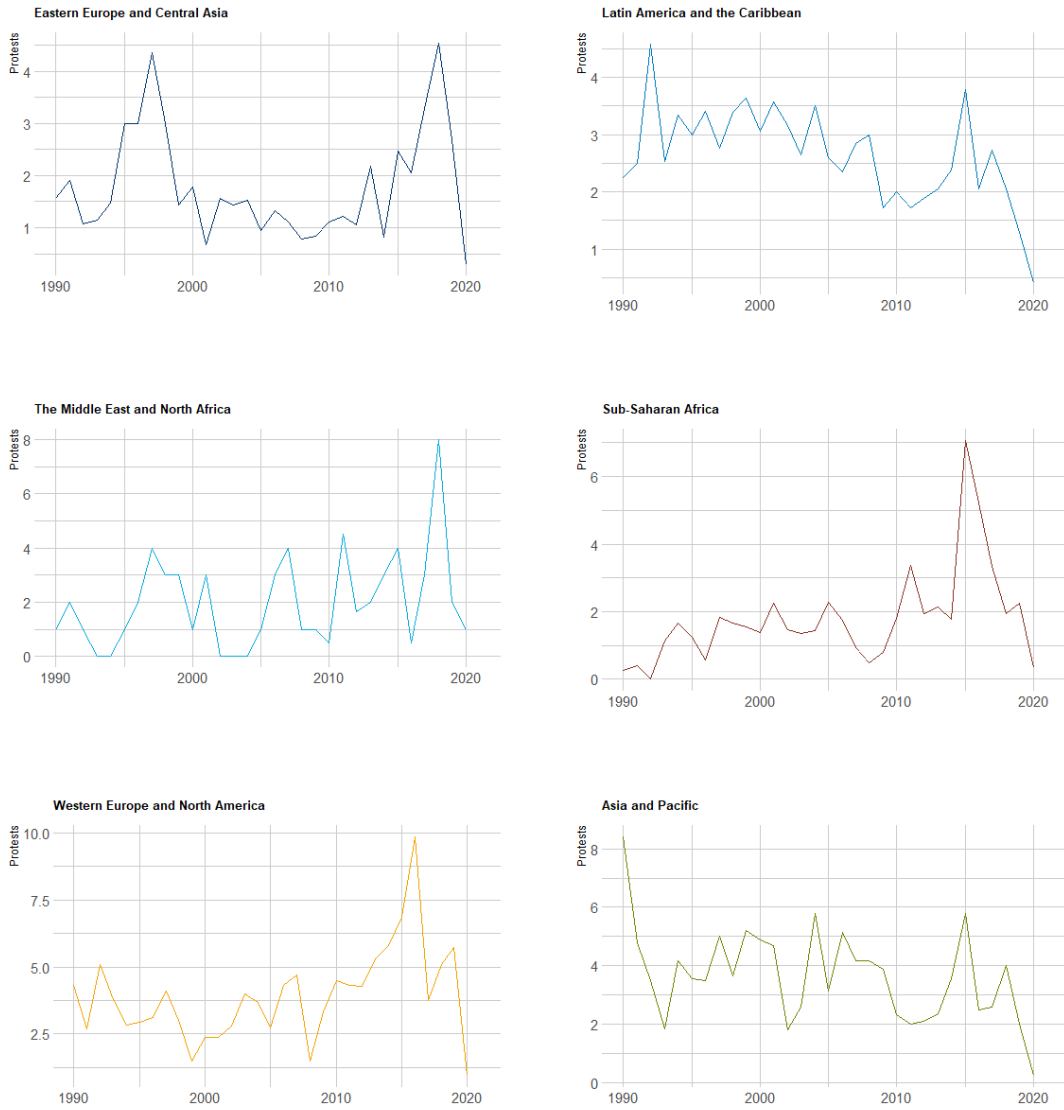 Eastern Europe and Central Asia
Protests
4
3
2
1
1990 2000 2010 2020
Latin America and the Caribbean
Protests
4
3
2
1
1990 2000 2010 2020
The Middle East and North Africa
Protests
8
6
4
2
0
1990 2000 2010 2020
Sub-Saharan Africa
Protests
6
4
2
0
1990 2000 2010 2020
Western Europe and North America
Protests
10.0
7.5
5.0
2.5
1990 2000 2010 2020
Asia and Pacific
Protests
8
6
4
2
0
1990 2000 2010 2020